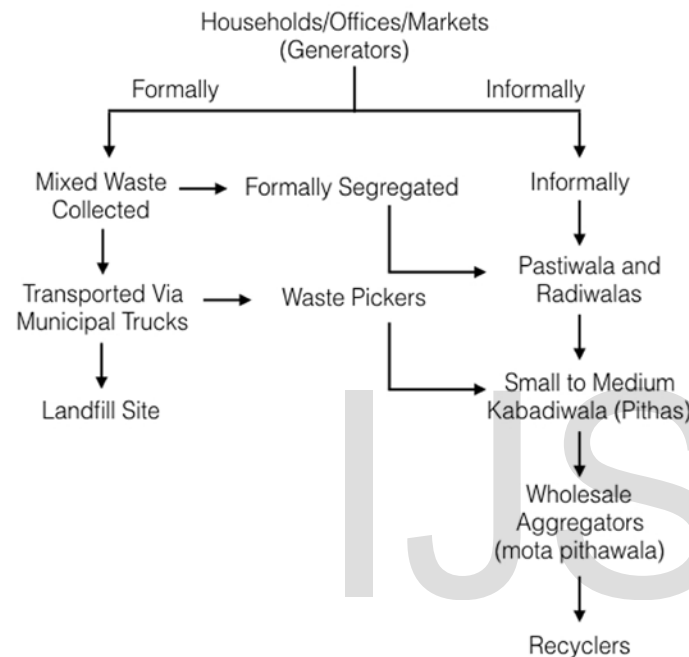 Households/Offices/Markets
(Generators)
Formally
Informally
Mixed Waste
Collected
Formally Segregated
Informally
Transported Via
Municipal Trucks
Waste Pickers
Pastiwala and
Radiwalas
Landfill Site
Small to Medium
Kabadiwala (Pithas)
Wholesale
Aggregators
(mota pithawala)
Recyclers
IJS